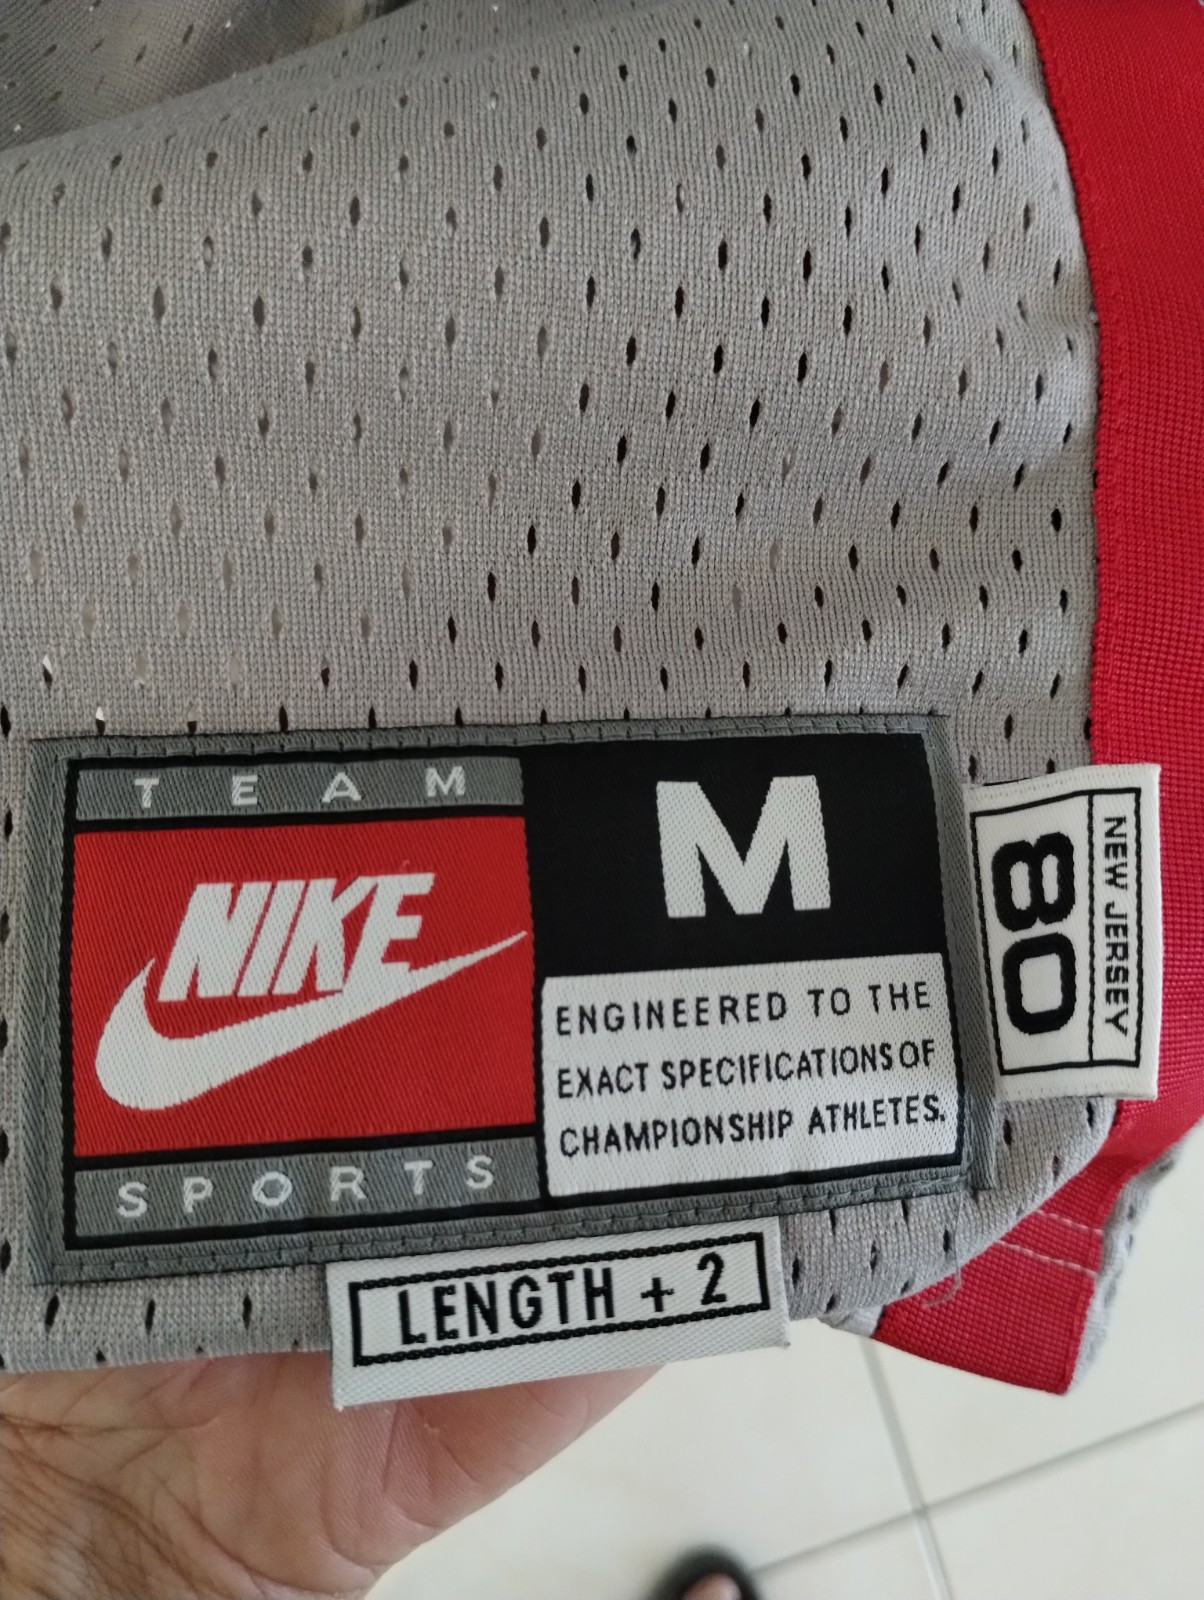 TEAM
NIKE
SPORTS
M
ENGINEERED TO THE
EXACT SPECIFICATIONS OF
CHAMPIONSHIP ATHLETES.
NEW JERSEY
80
LENGTH + 2